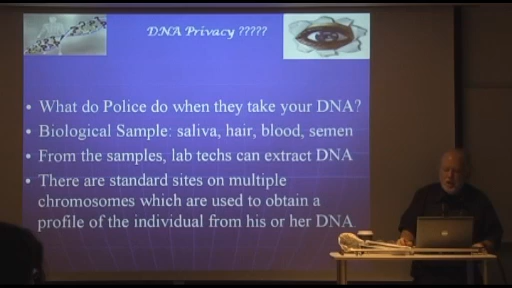 DNA Privacy ?????
• What do Police do when they take your DNA?
• Biological Sample: saliva, hair, blood, semen
• From the samples, lab techs can extract DNA
• There are standard sites on multiple
chromosomes which are used to obtain a
profile of the individual from his or her DNA.